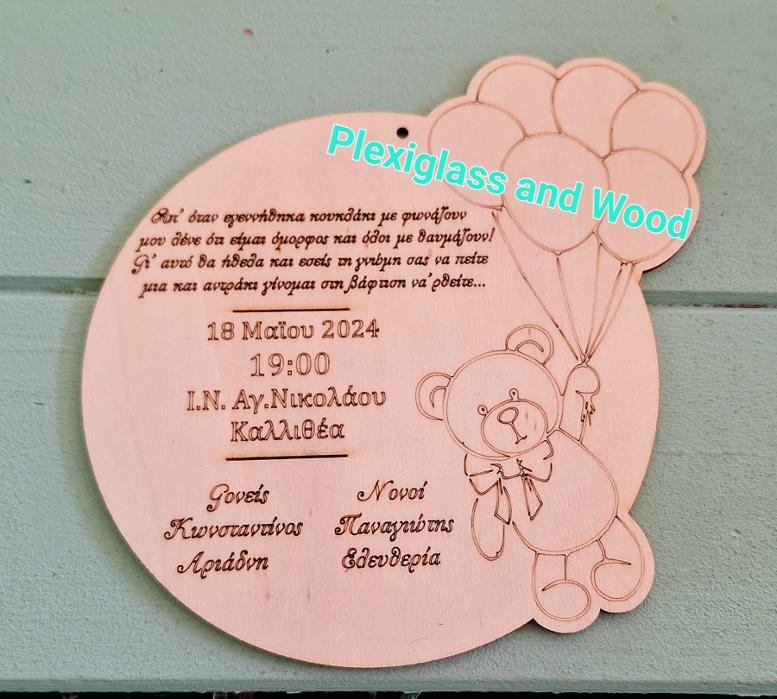 Plexiglass and Wood
Απ' όταν εγεννήθηκα κουκλάκι με φωνάζουν
μου λένε ότι είμαι όμορφος και όλοι με θαυμάζουν!
Γι' αυτό θα ήθελα και εσείς τη γνώμη σας να πείτε
μια και αντράκι γίνομαι στη βάφτιση να'ρθείτε...
18 Μαΐου 2024
19:00
Ι.Ν. Αγ.Νικολάου
Καλλιθέα
Γονείς
Κωνσταντίνος
Αριάδνη
Νονοί
Παναγιώτης
Ελευθερία